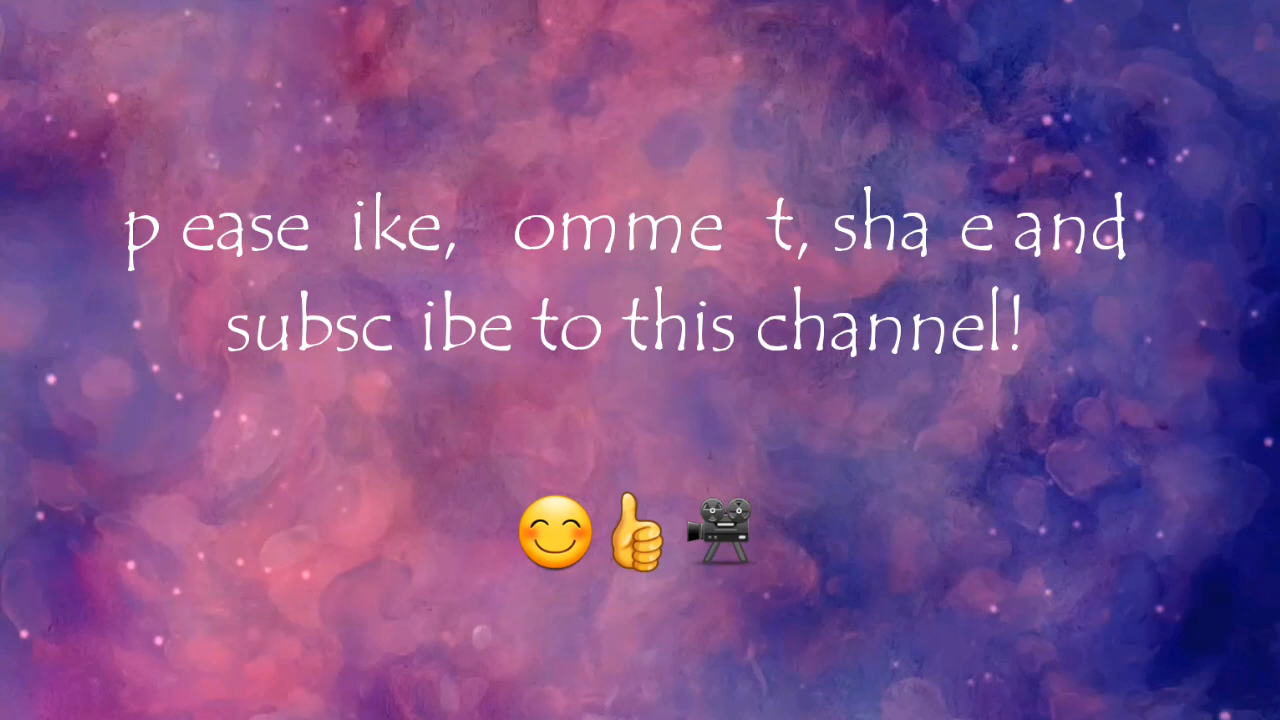 p ease  ike,  omme  t, sha  e and
subsc  ibe to this channel!
😊👍🎥